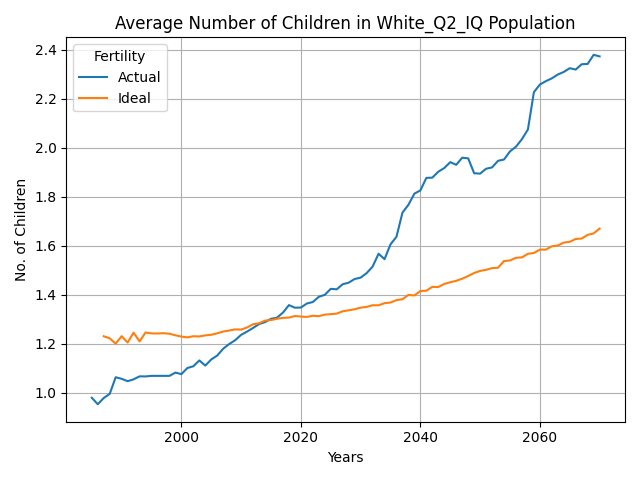 Average Number of Children in White_Q2_IQ Population
Fertility
Actual
Ideal
No. of Children
2.4
2.2
2.0
1.8
1.6
1.4
1.2
1.0
2000 2020 2040 2060
Years